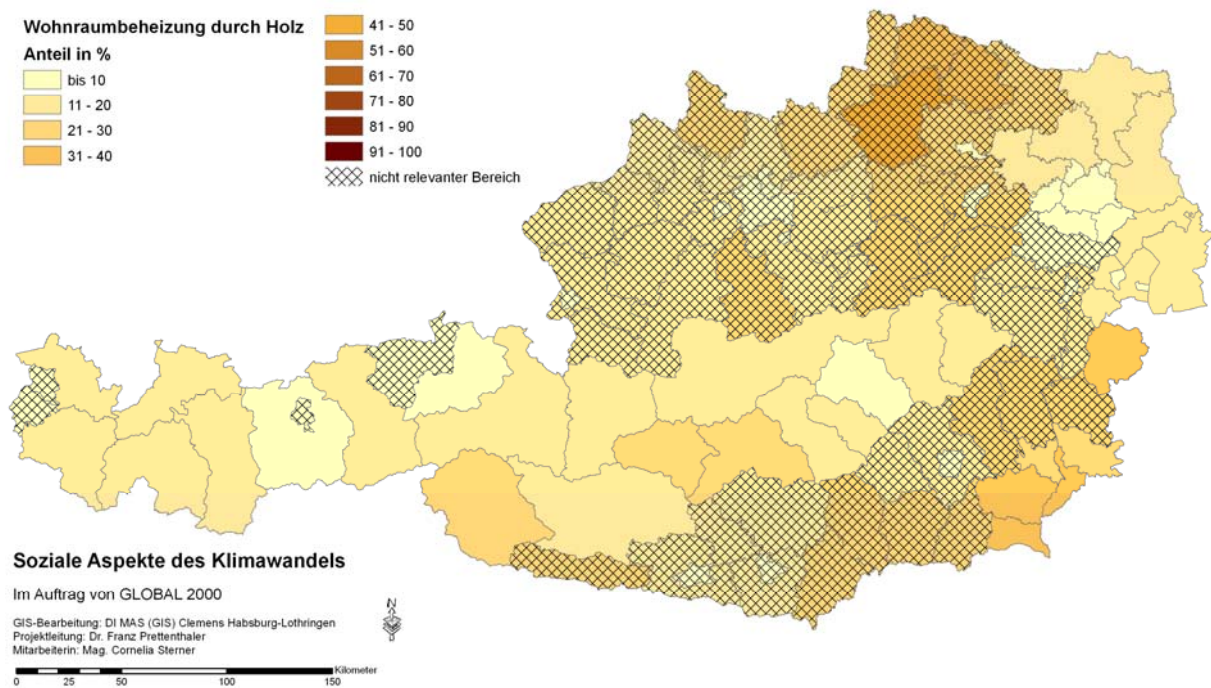 Wohnraumbeheizung durch Holz
Anteil in %
bis 10
11 - 20
21 - 30
31 - 40
41 - 50
51 - 60
61 - 70
71 - 80
81 - 90
91 - 100
nicht relevanter Bereich
Soziale Aspekte des Klimawandels
Im Auftrag von GLOBAL 2000
GIS-Bearbeitung: DI MAS (GIS) Clemens Habsburg-Lothringen
Projektleitung: Dr. Franz Prettenthaler
Mitarbeiterin: Mag. Cornelia Sterner
N
Kilometer
0 25 50 100 150